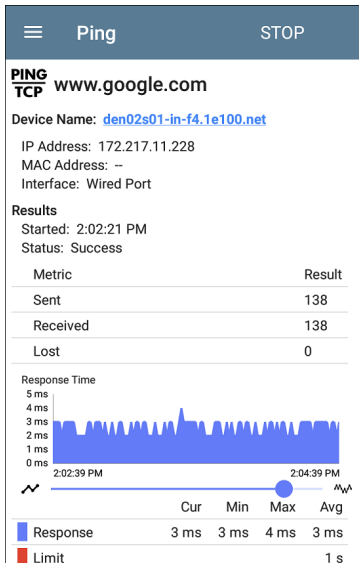 Ping STOP
PING
TCP
www.google.com
Device Name: den02s01-in-f4.1e100.net
IP Address: 172.217.11.228
MAC Address: --
Interface: Wired Port
Results
Started: 2:02:21 PM
Status: Success
Metric Result
Sent 138
Received 138
Lost 0
Response Time
5 ms
4 ms
3 ms
2 ms
1 ms
0 ms
2:02:39 PM 2:04:39 PM
Cur Min Max Avg
Response 3 ms 3 ms 4 ms 3 ms
Limit 1 s